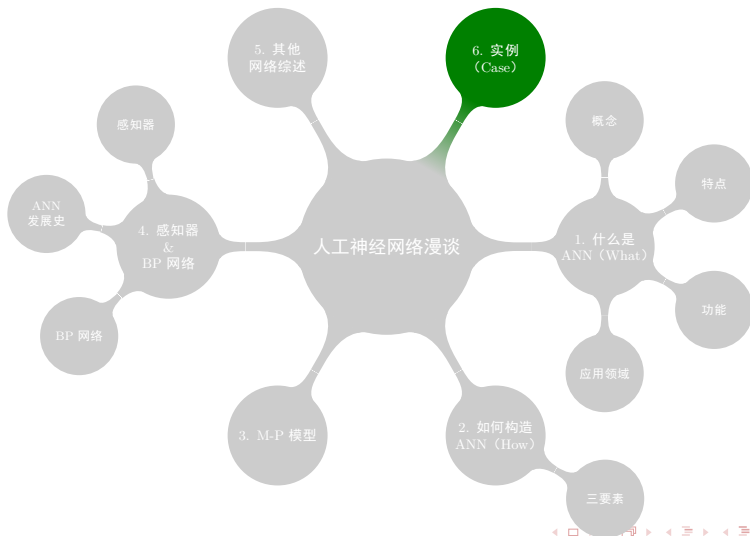 5. 其他
网络综述
6. 实例
（Case）
感知器
概念
ANN
发展史
特点
4. 感知器
&
BP 网络
人工神经网络漫谈
1. 什么是
ANN（What）
BP 网络
功能
应用领域
3. M-P 模型
2. 如何构造
ANN（How）
三要素